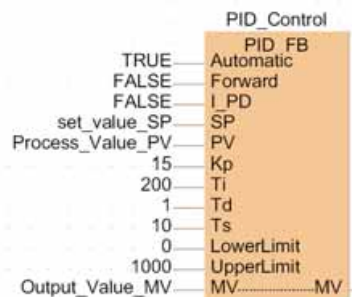 PID_Control
PID_FB
TRUE Automatic
FALSE Forward
FALSE I_PD
set_value_SP SP
Process_Value_PV PV
15 Kp
200 Ti
1 Td
10 Ts
0 LowerLimit
1000 UpperLimit
Output_Value_MV MV MV